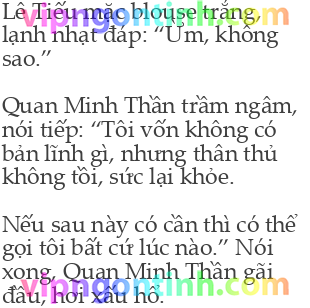 Lê Tiếu mặc blouse trắng,
vipngontinh.com
lạnh nhạt đáp: “Ừm, không
sao.”
Quan Minh Thần trầm ngâm,
nói tiếp: “Tôi vốn không có
bản lĩnh gì, nhưng thân thủ
không tồi, sức lại khỏe.
Nếu sau này có cần thì có thể
gọi tôi bất cứ lúc nào.” Nói
xong, Quan Minh Thần gãi
vipngontinh.com
đầu, hơi xấu hổ.